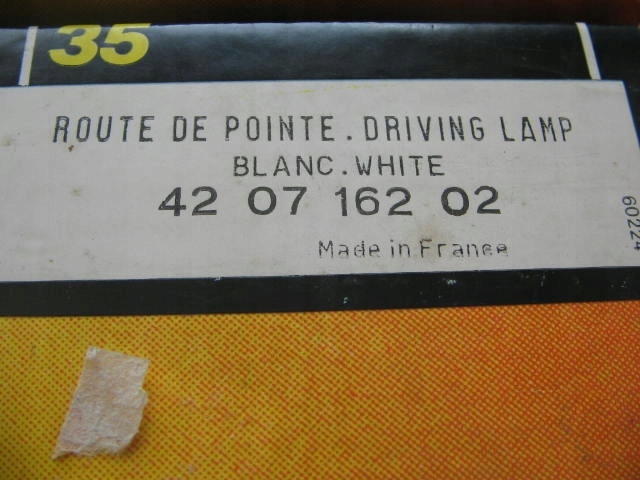 35
ROUTE DE POINTE . DRIVING LAMP
BLANC . WHITE
42 07 162 02
Made in France
60224